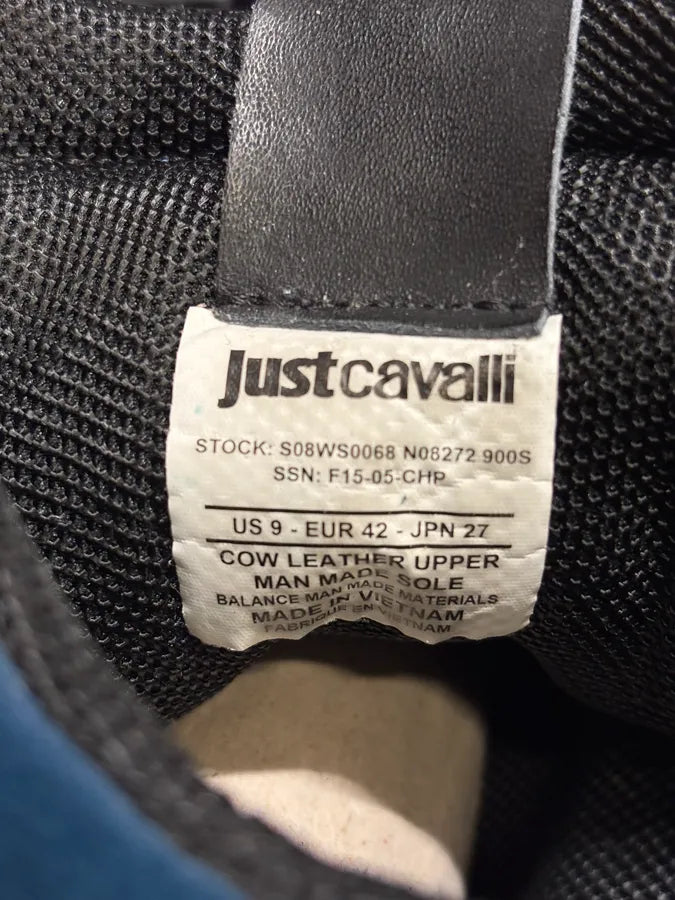 Justcavalli
STOCK: S08WS0068 N08272 900S
SSN: F15-05-CHP
US 9 - EUR 42 - JPN 27
COW LEATHER UPPER
MAN MADE SOLE
BALANCE MAN MADE MATERIALS
MADE IN VIETNAM
FABRIQUE EN VIETNAM